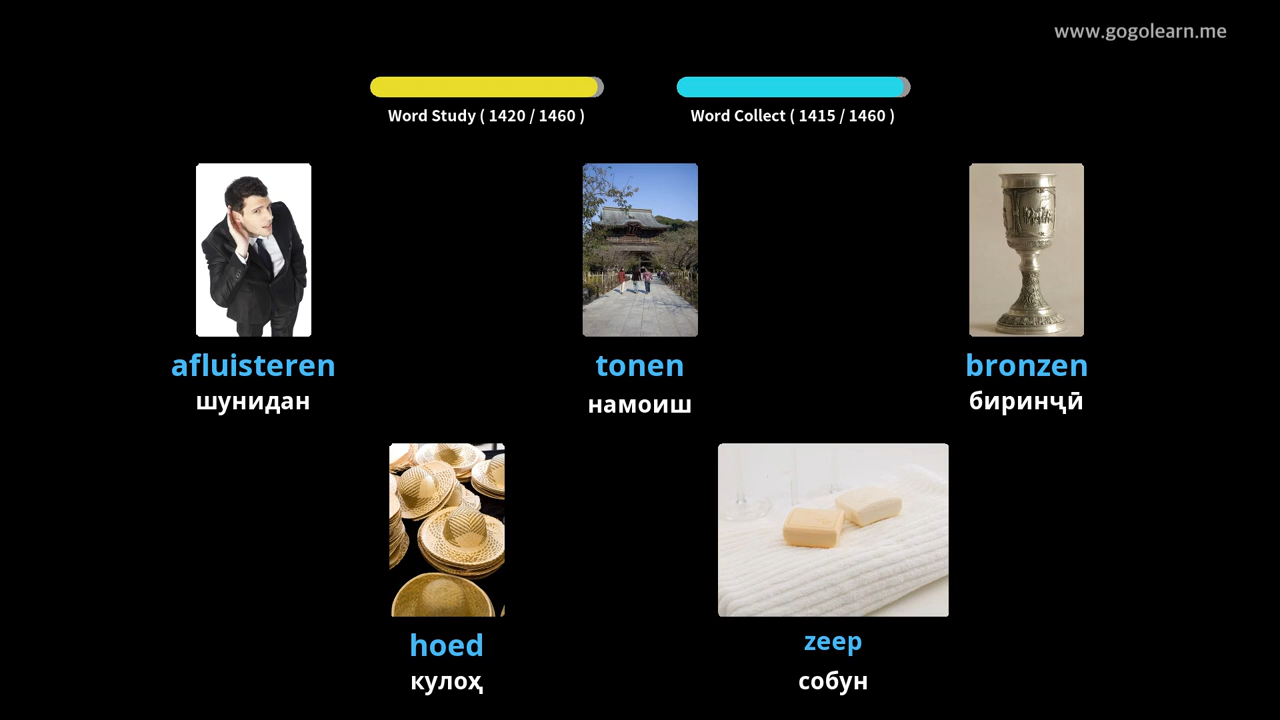 www.gogolearn.me
Word Study ( 1420 / 1460 )
Word Collect ( 1415 / 1460 )
afluisteren
шунидан
tonen
намоиш
bronzen
биринҷӣ
hoed
кулоҳ
zeep
собун